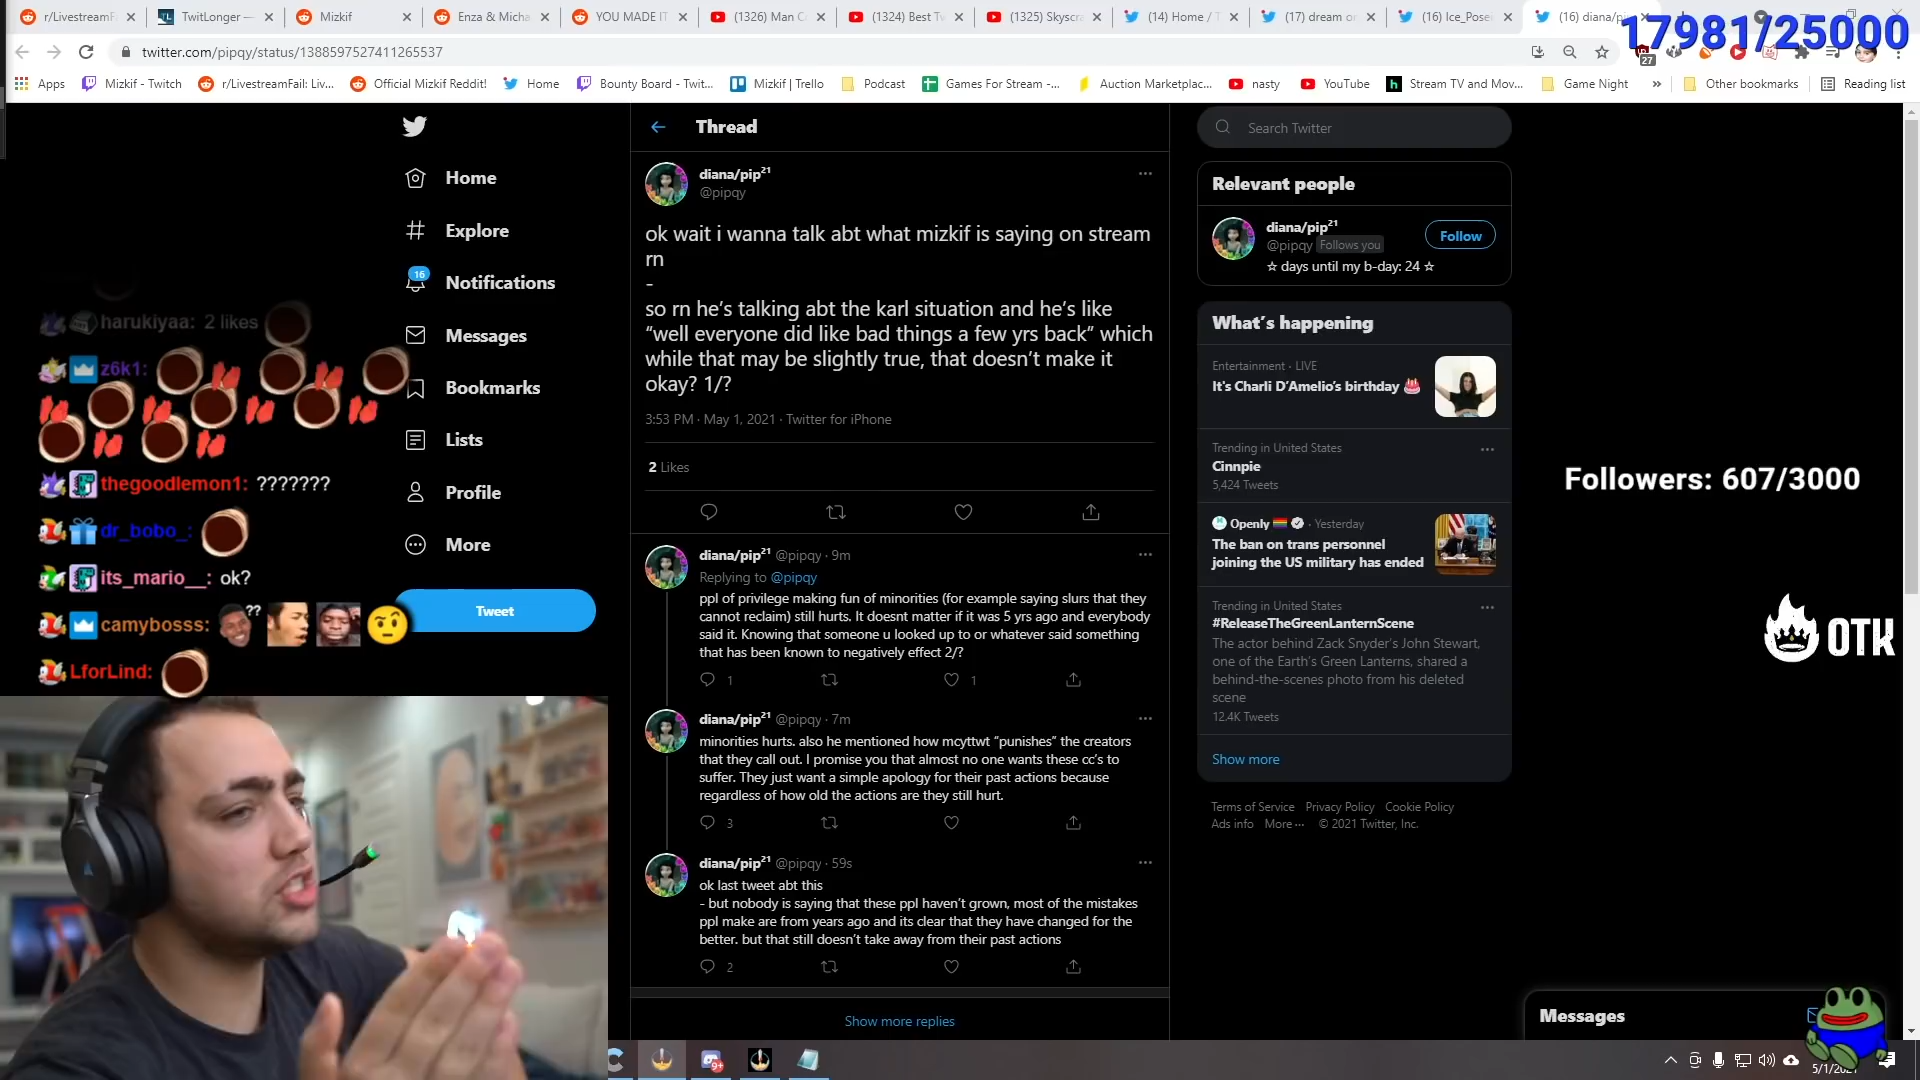 r/LivestreamF
TwitLonger —
Mizkif
Enza & Micha
YOU MADE IT
(1326) Man C
(1324) Best Tw
(1325) Skyscra
(14) Home / T
(17) dream o
(16) Ice_Posei
(16) diana/pi
17981/25000
twitter.com/pipqy/status/1388597527411265537
27
Apps
Mizkif - Twitch
r/LivestreamFail: Liv...
Official Mizkif Reddit!
Home
Bounty Board - Twit...
Mizkif | Trello
Podcast
Games For Stream -...
Auction Marketplac...
nasty
YouTube
Stream TV and Mov...
Game Night
»
Other bookmarks
Reading list
Home
Explore
16
Notifications
Messages
Bookmarks
Lists
Profile
More
Tweet
harukiyaa: 2 likes
z6k1:
thegoodlemon1: ???????
dr_bobo_:
its_mario__: ok?
camybosss: ??
LforLind:
Thread
diana/pip²¹
@pipqy
ok wait i wanna talk abt what mizkif is saying on stream
rn
-
so rn he's talking abt the karl situation and he's like
“well everyone did like bad things a few yrs back” which
while that may be slightly true, that doesn't make it
okay? 1/?
3:53 PM · May 1, 2021 · Twitter for iPhone
2 Likes
diana/pip²¹ @pipqy · 9m
Replying to @pipqy
ppl of privilege making fun of minorities (for example saying slurs that they
cannot reclaim) still hurts. It doesnt matter if it was 5 yrs ago and everybody
said it. Knowing that someone u looked up to or whatever said something
that has been known to negatively effect 2/?
1
1
diana/pip²¹ @pipqy · 7m
minorities hurts. also he mentioned how mcyttwt “punishes” the creators
that they call out. I promise you that almost no one wants these cc's to
suffer. They just want a simple apology for their past actions because
regardless of how old the actions are they still hurt.
3
diana/pip²¹ @pipqy · 59s
ok last tweet abt this
- but nobody is saying that these ppl haven't grown, most of the mistakes
ppl make are from years ago and its clear that they have changed for the
better. but that still doesn't take away from their past actions
2
Show more replies
Search Twitter
Relevant people
diana/pip²¹
@pipqy Follows you
Follow
☆ days until my b-day: 24 ☆
What's happening
Entertainment · LIVE
It's Charli D'Amelio's birthday
Trending in United States
Cinnpie
5,424 Tweets
Openly · Yesterday
The ban on trans personnel
joining the US military has ended
Trending in United States
#ReleaseTheGreenLanternScene
The actor behind Zack Snyder's John Stewart,
one of the Earth's Green Lanterns, shared a
behind-the-scenes photo from his deleted
scene
12.4K Tweets
Show more
Terms of Service Privacy Policy Cookie Policy
Ads info More ··· © 2021 Twitter, Inc.
Followers: 607/3000
OTK
Messages
9+